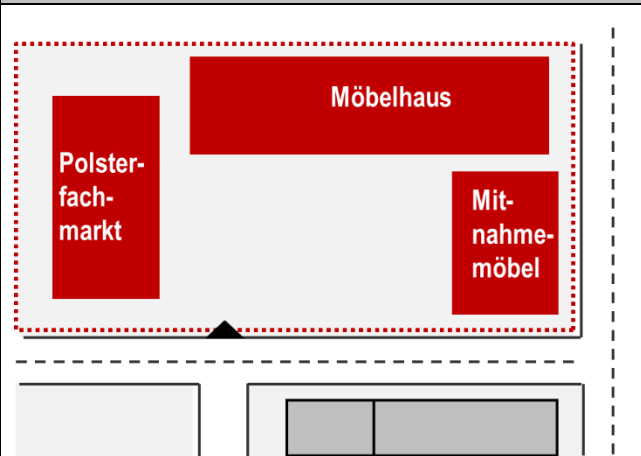 Möbelhaus
Polster-
fach-
markt
Mit-
nahme-
möbel